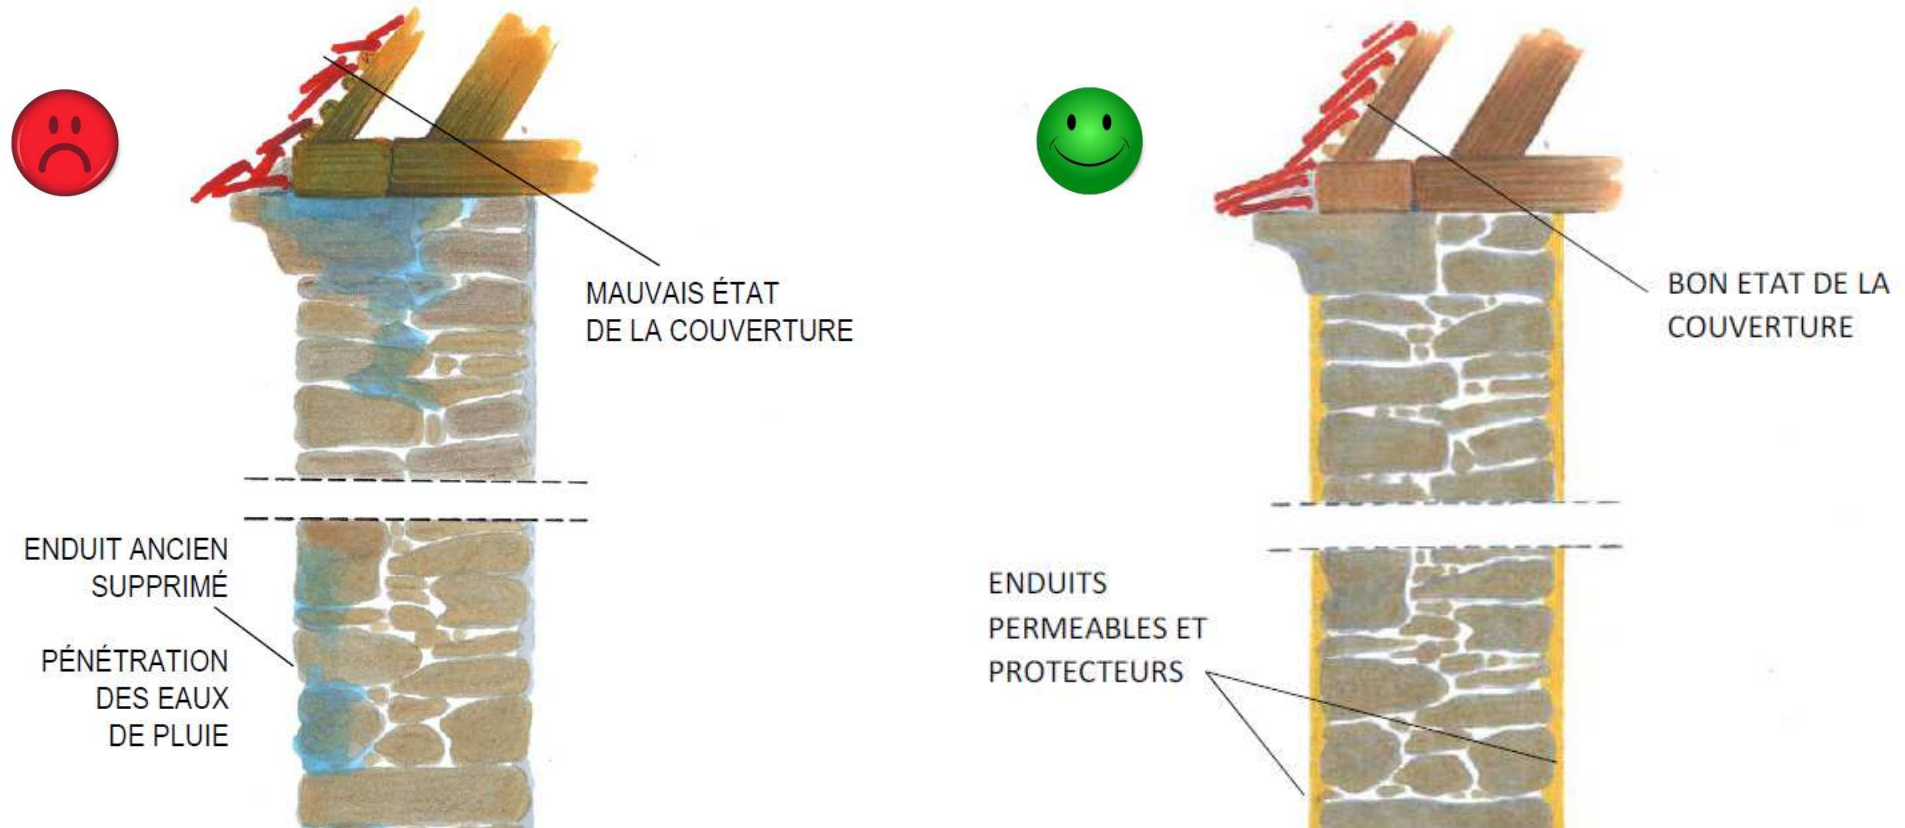 MAUVAIS ÉTAT
DE LA COUVERTURE
ENDUIT ANCIEN
SUPPRIMÉ
PÉNÉTRATION
DES EAUX
DE PLUIE
BON ETAT DE LA
COUVERTURE
ENDUITS
PERMEABLES ET
PROTECTEURS